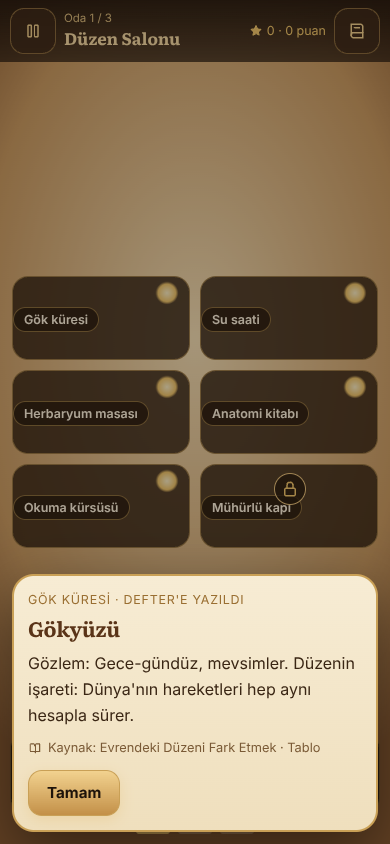 Oda 1 / 3
Düzen Salonu
0 · 0 puan
Gök küresi
Su saati
Herbaryum masası
Anatomi kitabı
Okuma kürsüsü
Mühürlü kapı
GÖK KÜRESİ · DEFTER'E YAZILDI
Gökyüzü
Gözlem: Gece-gündüz, mevsimler. Düzenin
işareti: Dünya'nın hareketleri hep aynı
hesapla sürer.
Kaynak: Evrendeki Düzeni Fark Etmek · Tablo
Tamam